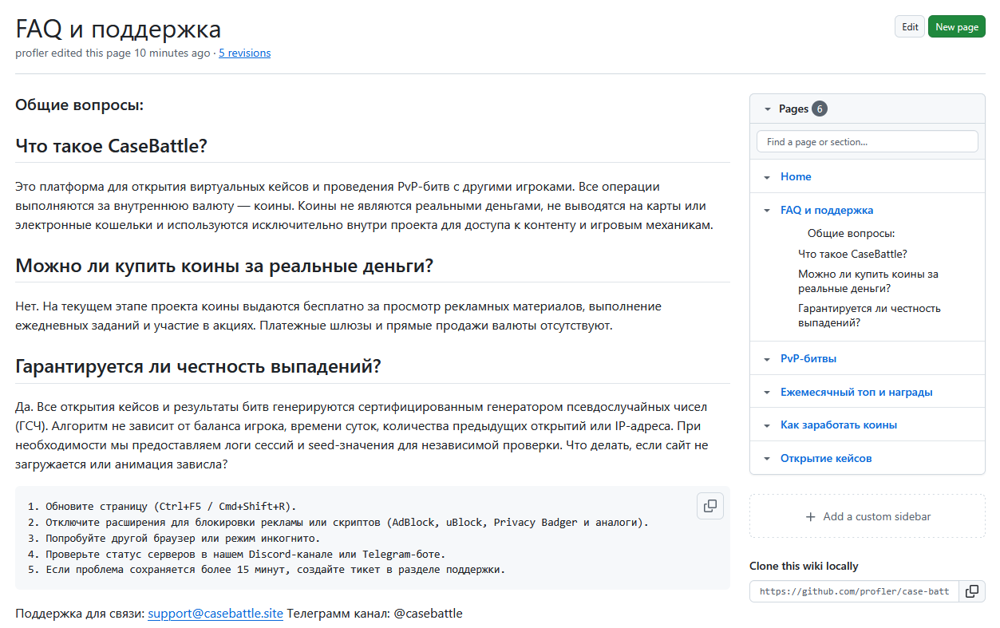 FAQ и поддержка
Edit
New page
profler edited this page 10 minutes ago · 5 revisions
Общие вопросы:
Что такое CaseBattle?
Это платформа для открытия виртуальных кейсов и проведения PvP-битв с другими игроками. Все операции
выполняются за внутреннюю валюту — коины. Коины не являются реальными деньгами, не выводятся на карты или
электронные кошельки и используются исключительно внутри проекта для доступа к контенту и игровым механикам.
Можно ли купить коины за реальные деньги?
Нет. На текущем этапе проекта коины выдаются бесплатно за просмотр рекламных материалов, выполнение
ежедневных заданий и участие в акциях. Платежные шлюзы и прямые продажи валюты отсутствуют.
Гарантируется ли честность выпадений?
Да. Все открытия кейсов и результаты битв генерируются сертифицированным генератором псевдослучайных чисел
(ГСЧ). Алгоритм не зависит от баланса игрока, времени суток, количества предыдущих открытий или IP-адреса. При
необходимости мы предоставляем логи сессий и seed-значения для независимой проверки. Что делать, если сайт не
загружается или анимация зависла?
1. Обновите страницу (Ctrl+F5 / Cmd+Shift+R).
2. Отключите расширения для блокировки рекламы или скриптов (AdBlock, uBlock, Privacy Badger и аналоги).
3. Попробуйте другой браузер или режим инкогнито.
4. Проверьте статус серверов в нашем Discord-канале или Telegram-боте.
5. Если проблема сохраняется более 15 минут, создайте тикет в разделе поддержки.
Поддержка для связи: support@casebattle.site Телеграмм канал: @casebattle
Pages 6
Find a page or section...
Home
FAQ и поддержка
Общие вопросы:
Что такое CaseBattle?
Можно ли купить коины за
реальные деньги?
Гарантируется ли честность
выпадений?
PvP-битвы
Ежемесячный топ и награды
Как заработать коины
Открытие кейсов
Add a custom sidebar
Clone this wiki locally
https://github.com/profler/case-batt